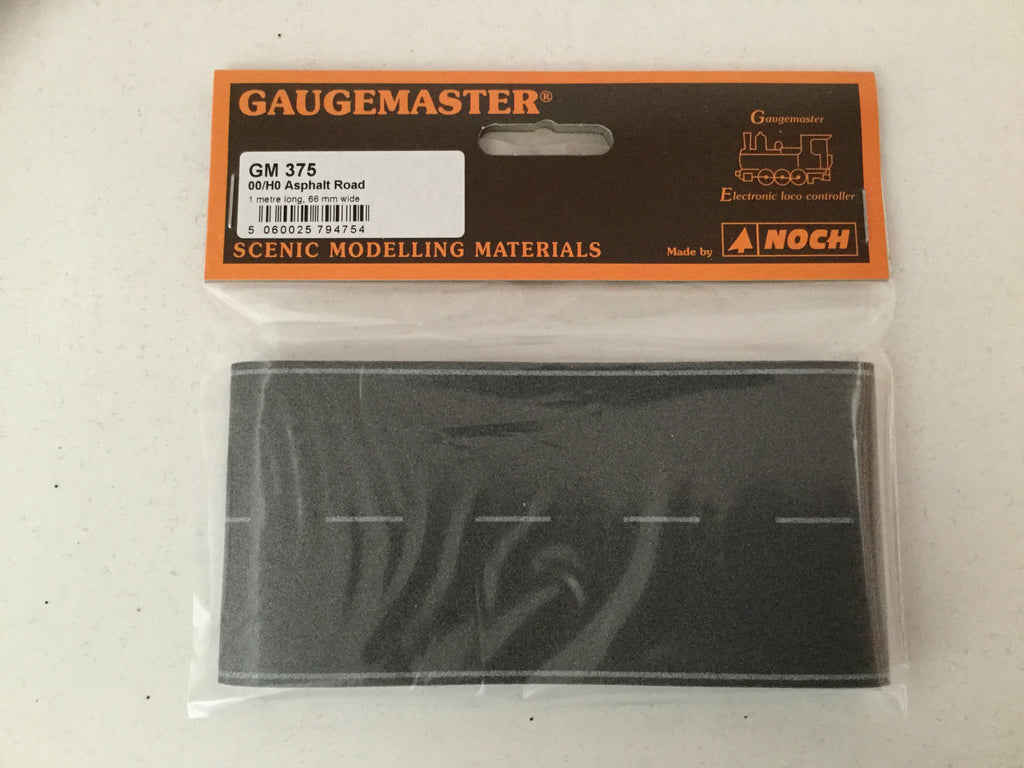 GAUGEMASTER®
GM 375
00/H0 Asphalt Road
1 metre long, 66 mm wide
5 060025 794754
SCENIC MODELLING MATERIALS
Gaugemaster
Electronic loco controller
Made by NOCH